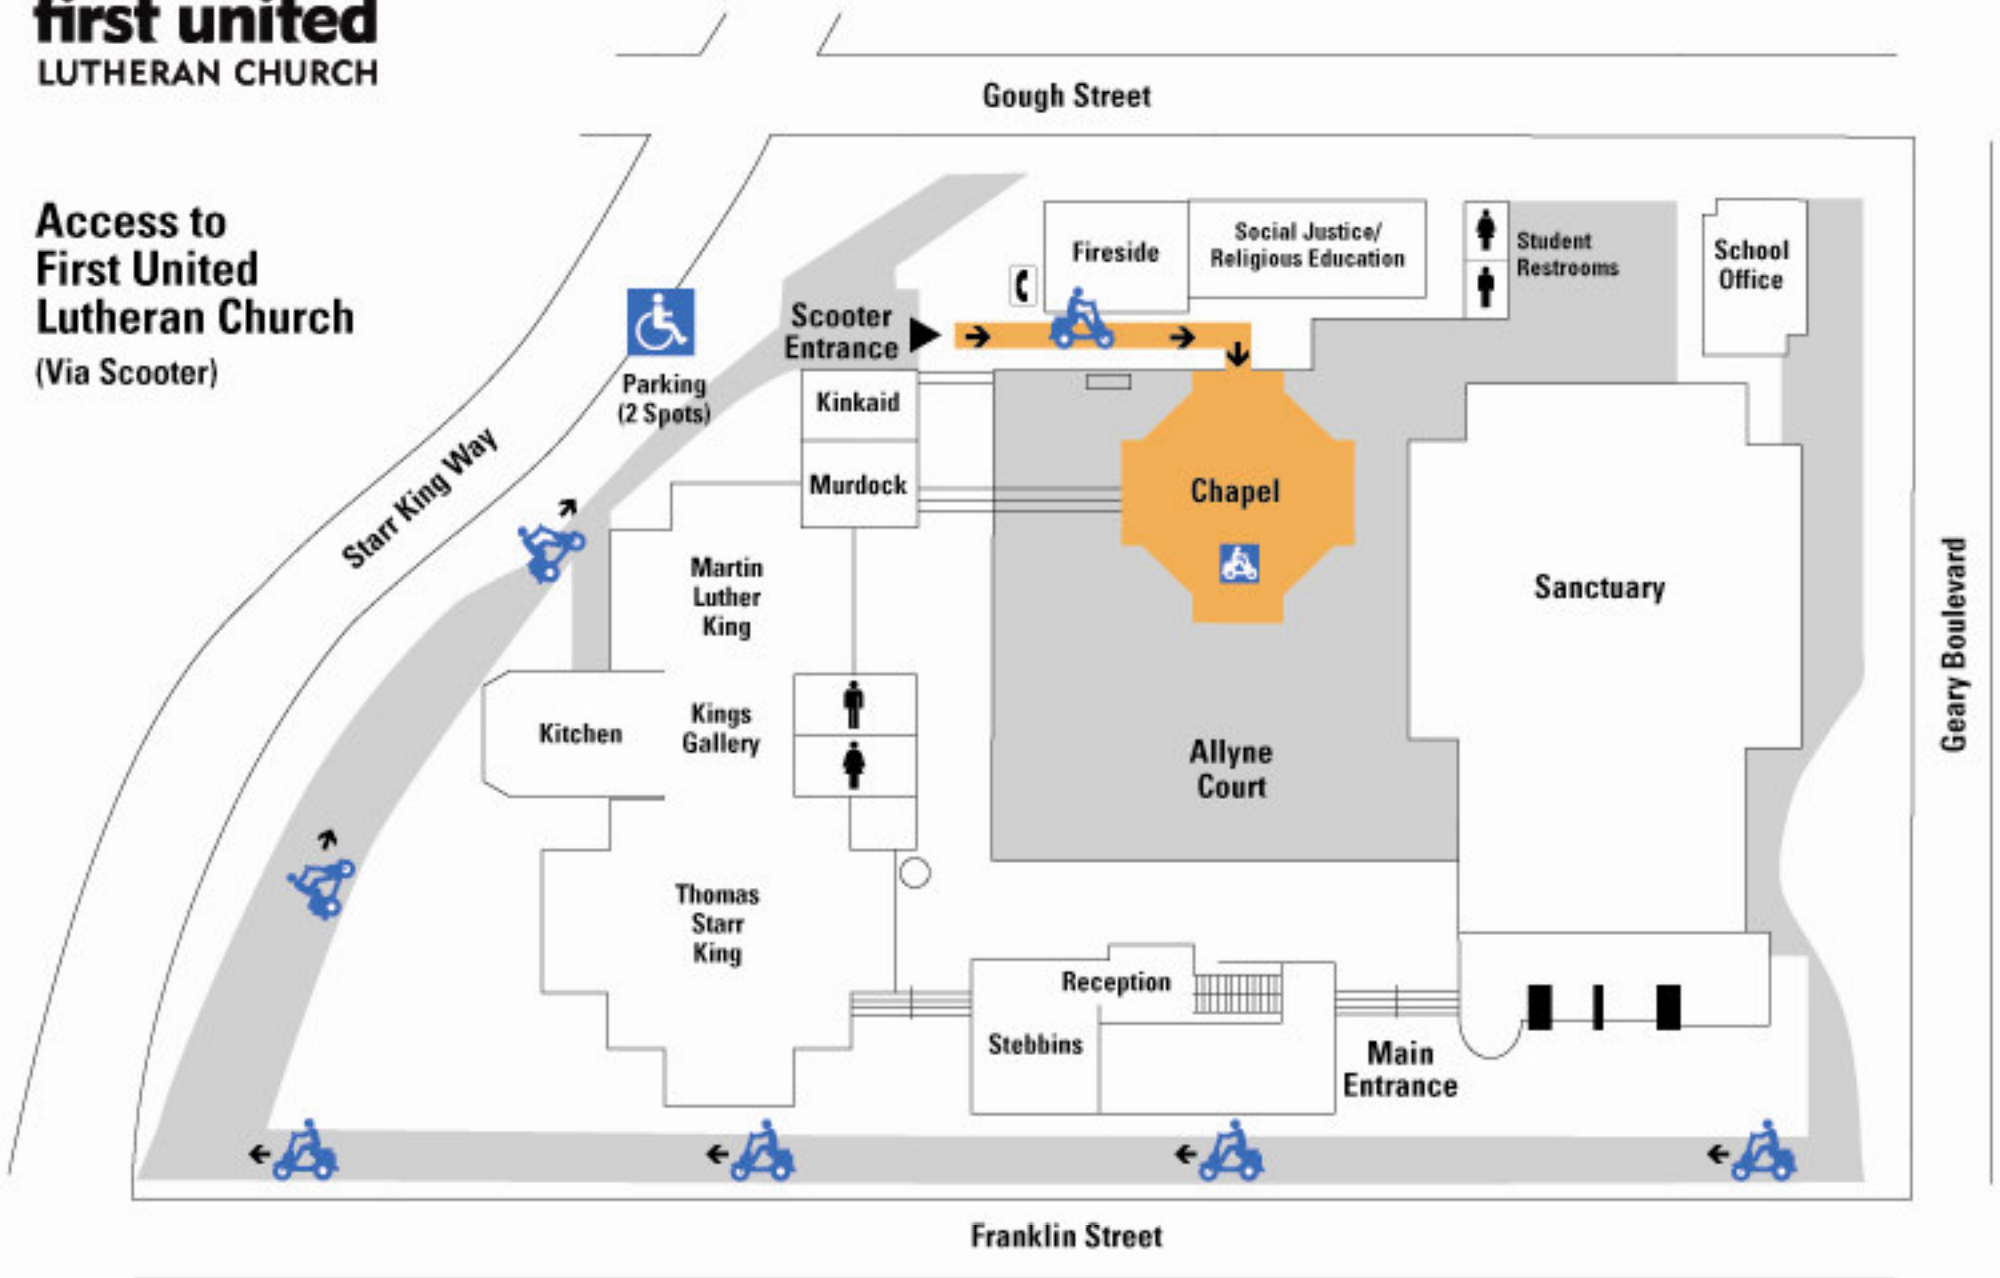 first united
LUTHERAN CHURCH
Gough Street
Access to
First United
Lutheran Church
(Via Scooter)
Fireside
Social Justice/
Religious Education
Student
Restrooms
School
Office
Scooter
Entrance
Parking
(2 Spots)
Kinkaid
Murdock
Chapel
Starr King Way
Martin
Luther
King
Sanctuary
Geary Boulevard
Kitchen
Kings
Gallery
Allyne
Court
Thomas
Starr
King
Reception
Stebbins
Main
Entrance
Franklin Street